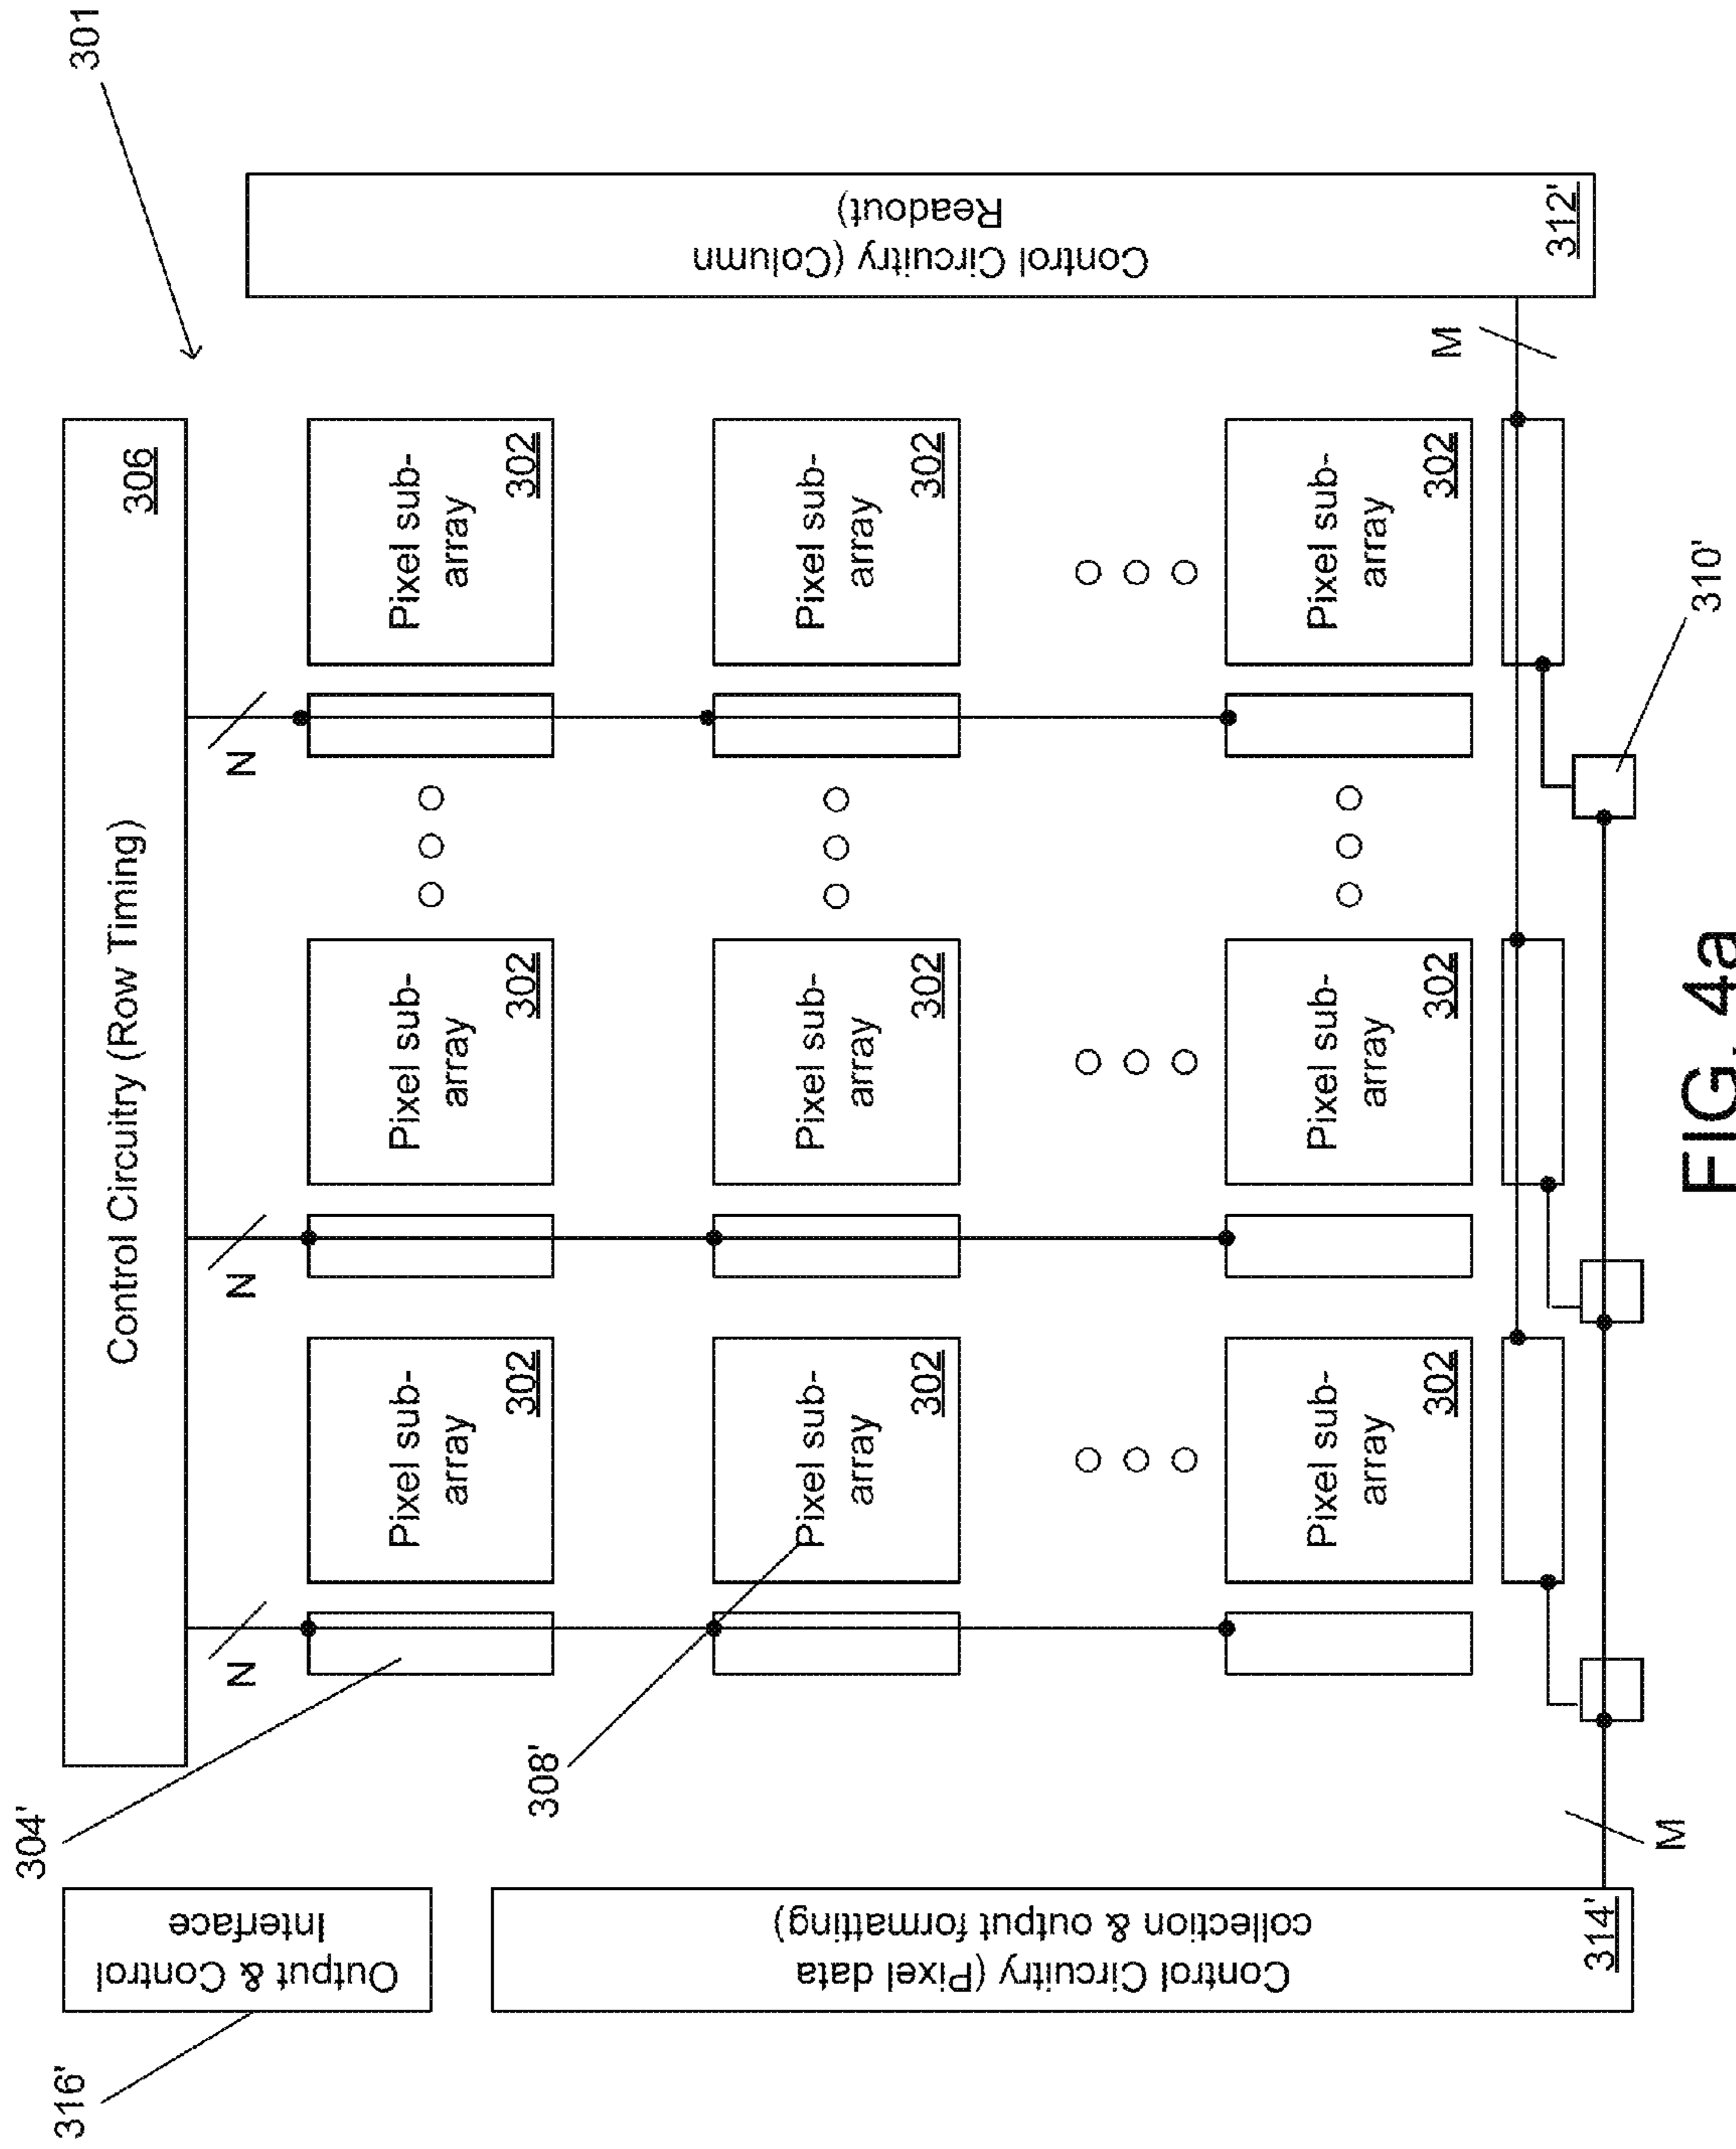 301
Control Circuitry (Row Timing)
306
304'
316'
Output & Control
Interface
N
N
N
Pixel sub-
array
302
Pixel sub-
array
302
Pixel sub-
array
302
308'
Pixel sub-
array
302
Pixel sub-
array
302
Pixel sub-
array
302
Pixel sub-
array
302
Pixel sub-
array
302
Pixel sub-
array
302
Control Circuitry (Column
Readout)
312'
M
Control Circuitry (Pixel data
collection & output formatting)
314'
M
310'
FIG. 4a